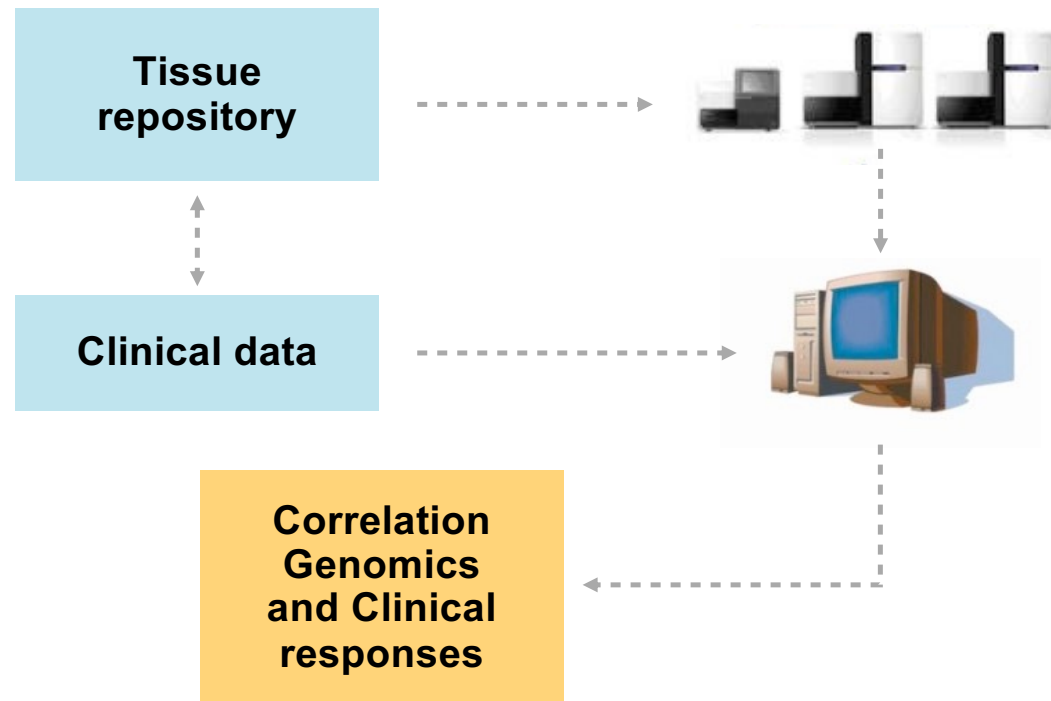 Tissue
repository
Clinical data
Correlation
Genomics
and Clinical
responses